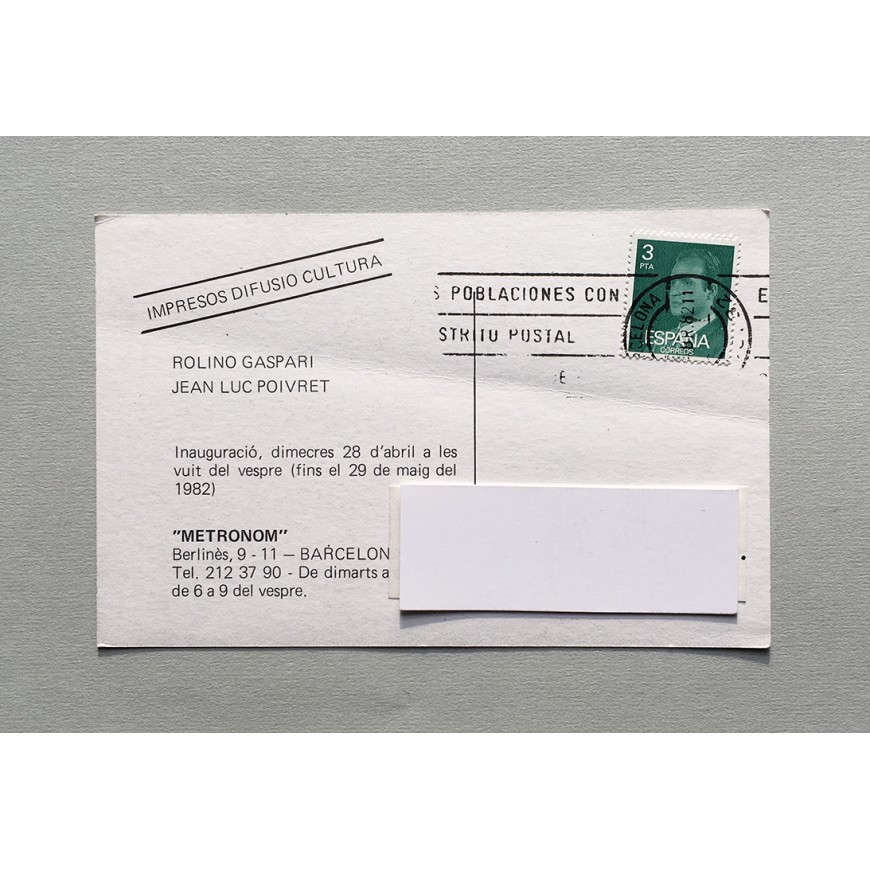 IMPRESOS DIFUSIO CULTURA
ROLINO GASPARI
JEAN LUC POIVRET
Inauguració, dimecres 28 d'abril a les
vuit del vespre (fins el 29 de maig del
1982)
"METRONOM"
Berlinès, 9 - 11 — BARCELON
Tel. 212 37 90 - De dimarts a
de 6 a 9 del vespre.
S POBLACIONES CON E
STRITU POSTAL
E
3
PTA
ESPAÑA
CORREOS
CELONA